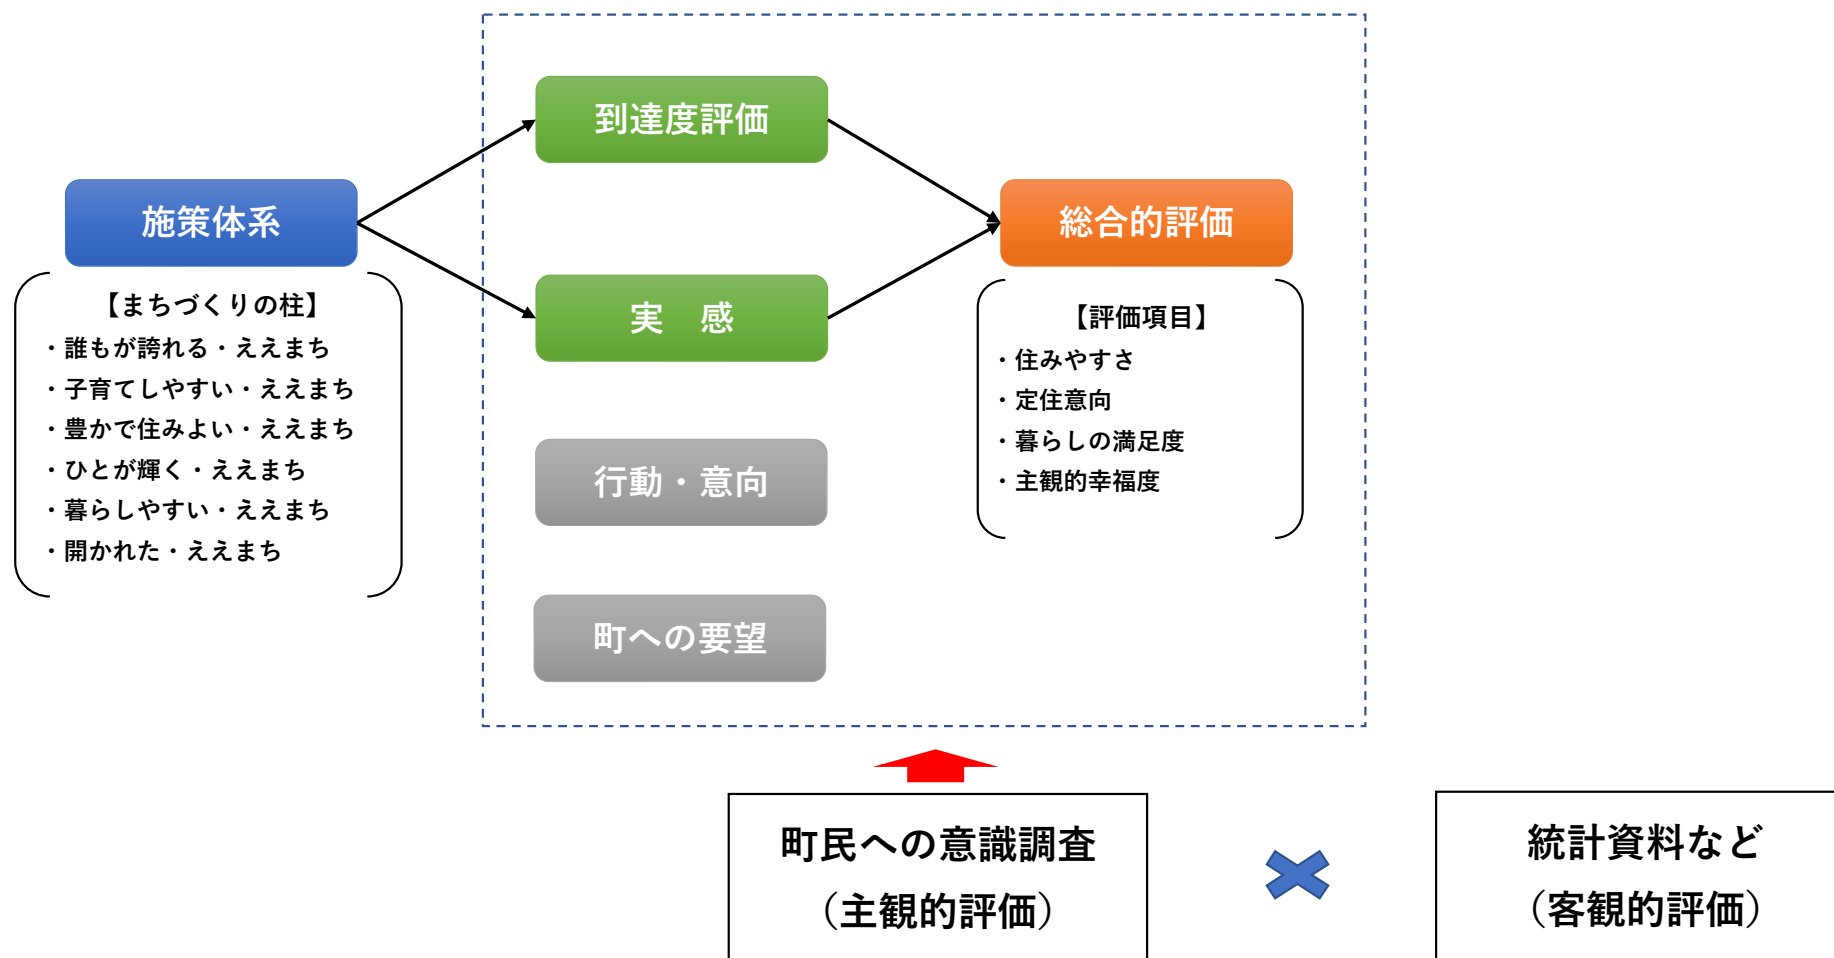 到達度評価
施策体系
総合的評価
実　感
【まちづくりの柱】
・誰もが誇れる・ええまち
・子育てしやすい・ええまち
・豊かで住みよい・ええまち
・ひとが輝く・ええまち
・暮らしやすい・ええまち
・開かれた・ええまち
【評価項目】
・住みやすさ
・定住意向
・暮らしの満足度
・主観的幸福度
行動・意向
町への要望
町民への意識調査
（主観的評価）
統計資料など
（客観的評価）